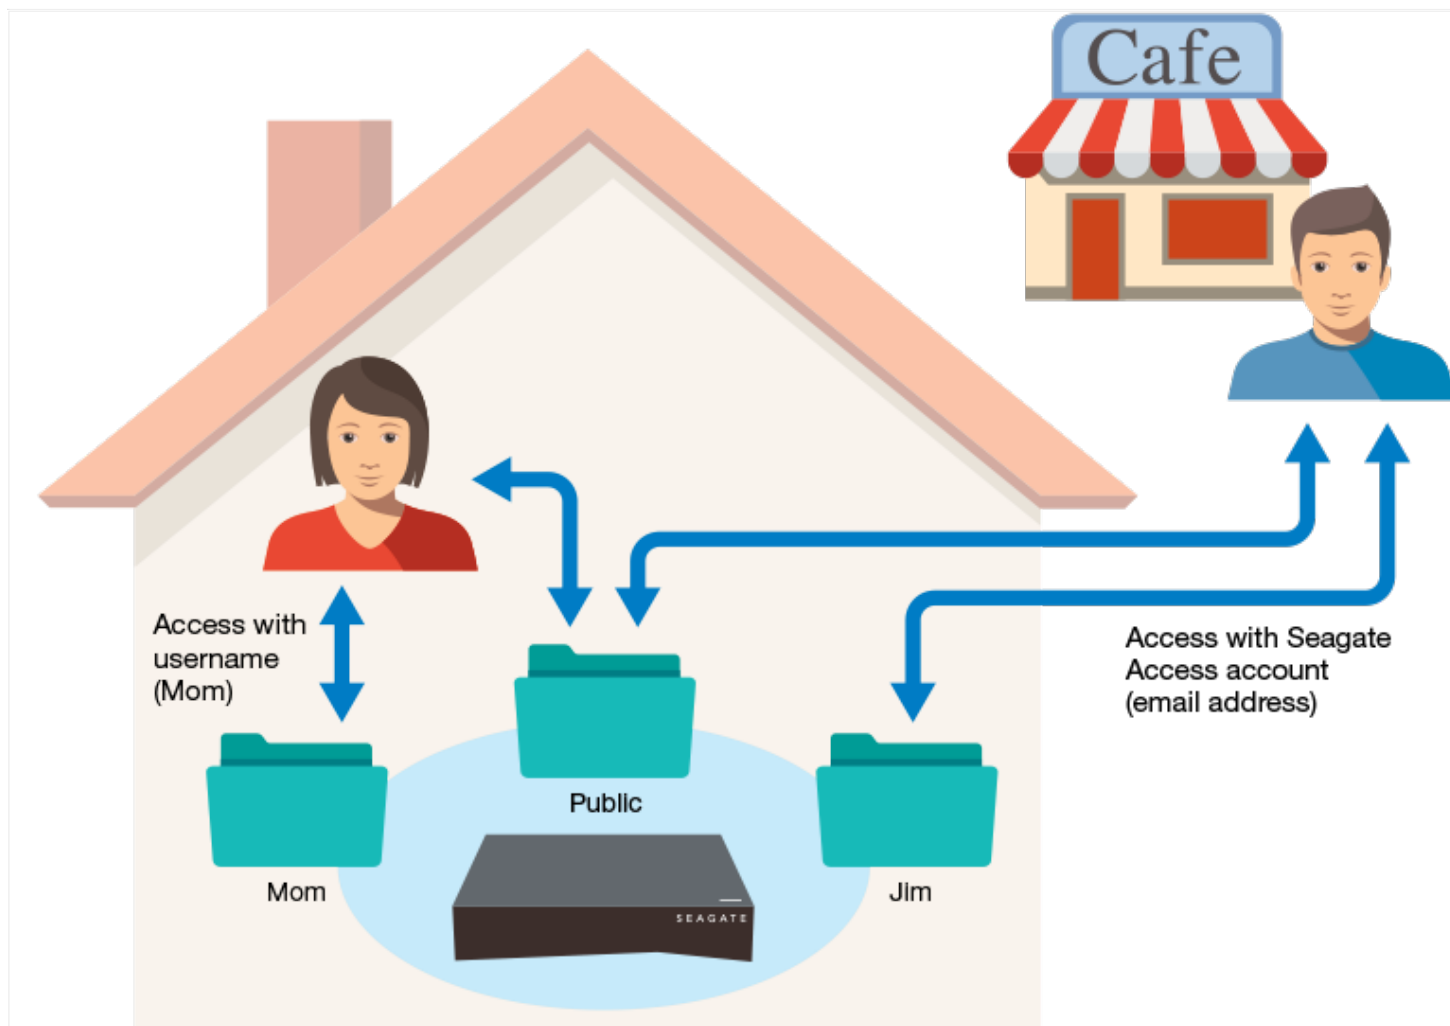 Cafe
Access with
username
(Mom)
Access with Seagate
Access account
(email address)
Public
Mom
Jim
SEAGATE